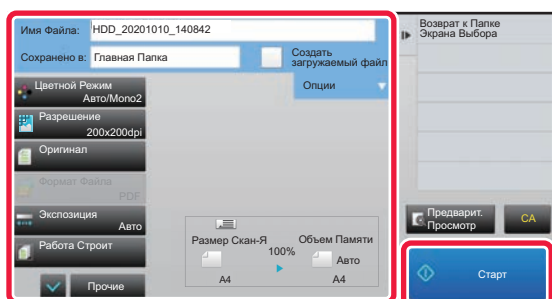 Имя Файла:
HDD_20201010_140842
Сохранено в:
Главная Папка
Создать
загружаемый файл
Опции
Цветной Режим
Авто/Mono2
Разрешение
200x200dpi
Оригинал
Формат Файла
PDF
Экспозиция
Авто
Работа Строит
Прочие
Размер Скан-Я
100%
Объем Памяти
Авто
A4
A4
Возврат к Папке
Экрана Выбора
Предварит.
Просмотр
CA
Старт